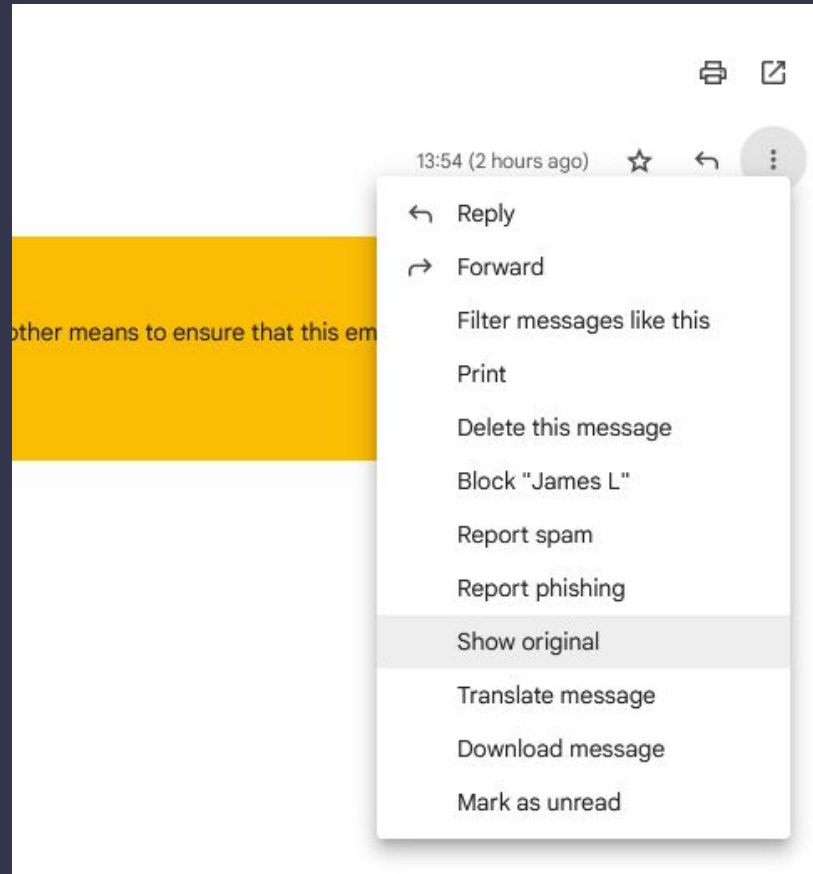 13:54 (2 hours ago)
Reply
Forward
other means to ensure that this em
Filter messages like this
Print
Delete this message
Block "James L"
Report spam
Report phishing
Show original
Translate message
Download message
Mark as unread